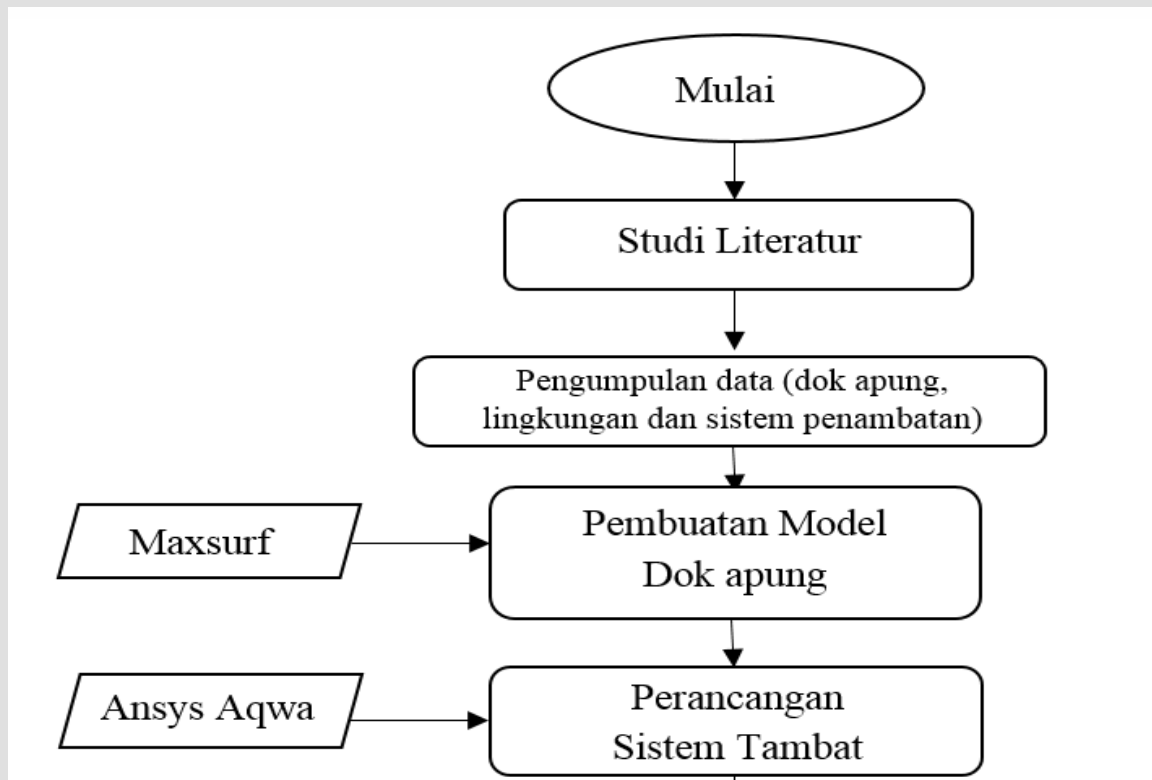 Mulai
Studi Literatur
Pengumpulan data (dok apung,
lingkungan dan sistem penambatan)
Maxsurf
Pembuatan Model
Dok apung
Ansys Aqwa
Perancangan
Sistem Tambat